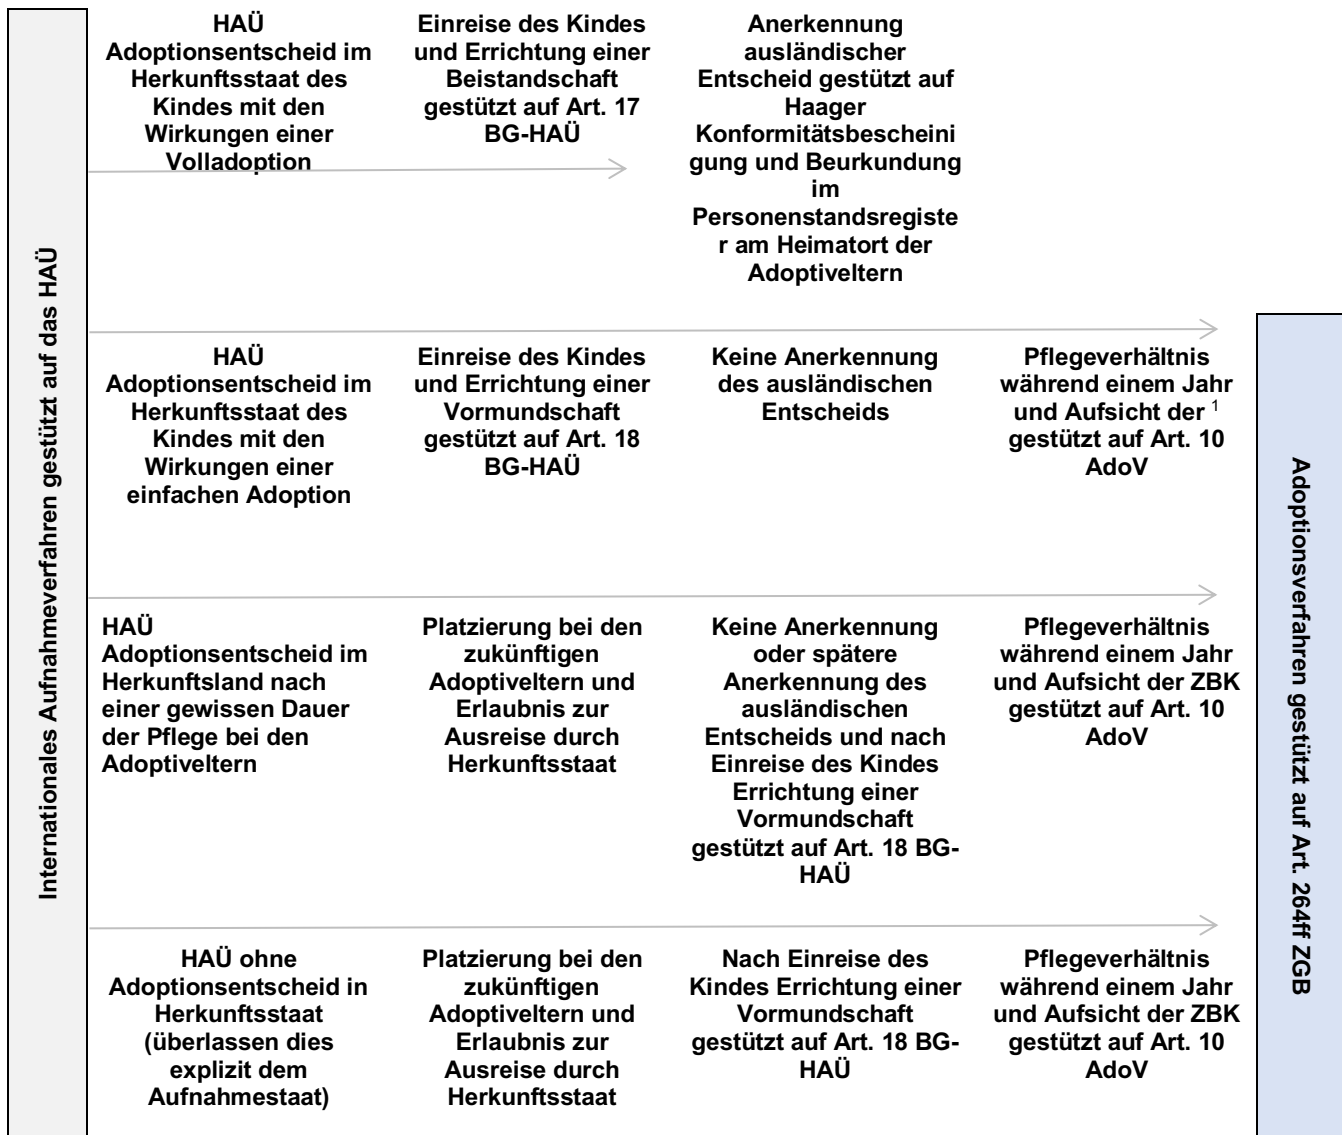 Internationales Aufnahmeverfahren gestützt auf das HAÜ
HAÜ
Adoptionsentscheid im
Herkunftsstaat des
Kindes mit den
Wirkungen einer
Volladoption
Einreise des Kindes
und Errichtung einer
Beistandschaft
gestützt auf Art. 17
BG-HAÜ
Anerkennung
ausländischer
Entscheid gestützt auf
Haager
Konformitätsbescheini
gung und Beurkundung
im
Personenstandsregiste
r am Heimatort der
Adoptiveltern
HAÜ
Adoptionsentscheid im
Herkunftsstaat des
Kindes mit den
Wirkungen einer
einfachen Adoption
Einreise des Kindes
und Errichtung einer
Vormundschaft
gestützt auf Art. 18
BG-HAÜ
Keine Anerkennung
des ausländischen
Entscheids
Pflegeverhältnis
während einem Jahr
und Aufsicht der ¹
gestützt auf Art. 10
AdoV
HAÜ
Adoptionsentscheid im
Herkunftsland nach
einer gewissen Dauer
der Pflege bei den
Adoptiveltern
Platzierung bei den
zukünftigen
Adoptiveltern und
Erlaubnis zur
Ausreise durch
Herkunftsstaat
Keine Anerkennung
oder spätere
Anerkennung des
ausländischen
Entscheids und nach
Einreise des Kindes
Errichtung einer
Vormundschaft
gestützt auf Art. 18 BG-
HAÜ
Pflegeverhältnis
während einem Jahr
und Aufsicht der ZBK
gestützt auf Art. 10
AdoV
HAÜ ohne
Adoptionsentscheid in
Herkunftsstaat
(überlassen dies
explizit dem
Aufnahmestaat)
Platzierung bei den
zukünftigen
Adoptiveltern und
Erlaubnis zur
Ausreise durch
Herkunftsstaat
Nach Einreise des
Kindes Errichtung einer
Vormundschaft
gestützt auf Art. 18 BG-
HAÜ
Pflegeverhältnis
während einem Jahr
und Aufsicht der ZBK
gestützt auf Art. 10
AdoV
Adoptionsverfahren gestützt auf Art. 264ff ZGB